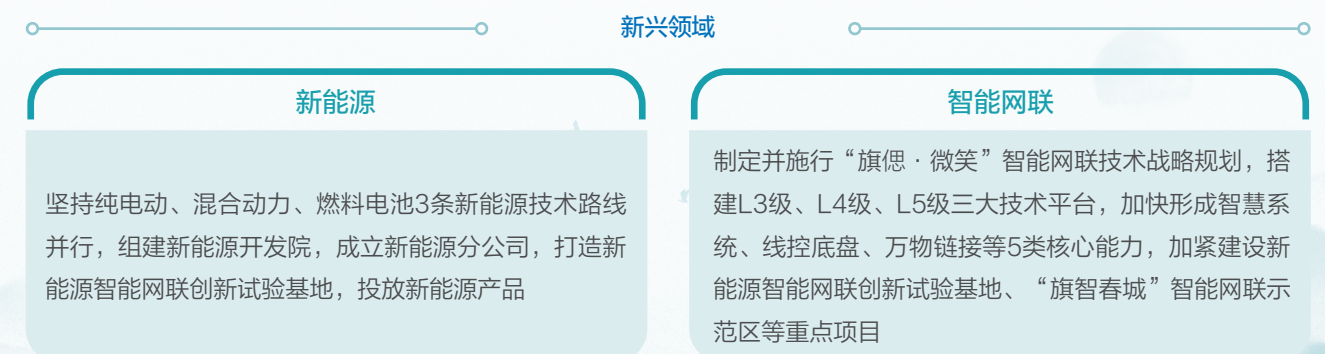 新兴领域
新能源
坚持纯电动、混合动力、燃料电池3条新能源技术路线
并行，组建新能源开发院，成立新能源分公司，打造新
能源智能网联创新试验基地，投放新能源产品
智能网联
制定并施行“旗偲·微笑”智能网联技术战略规划，搭
建L3级、L4级、L5级三大技术平台，加快形成智慧系
统、线控底盘、万物链接等5类核心能力，加紧建设新
能源智能网联创新试验基地、“旗智春城”智能网联示
范区等重点项目